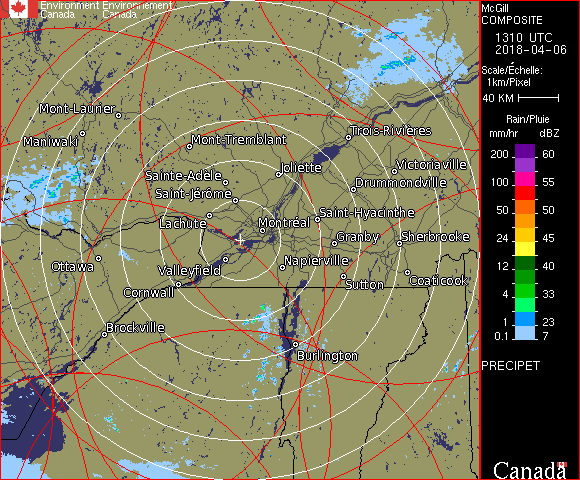 Environment Environnement
Canada Canada
McGill
COMPOSITE
1310 UTC
2018-04-06
Scale/Échelle:
1km/Pixel
40 KM
Rain/Pluie
mm/hr dBZ
200 60
150 57
100 55
50 50
24 45
12 40
4 33
1 23
0.1 7
PRECIPET
Canada
Mont-Laurier
Maniwaki
Mont-Tremblant
Trois-Rivières
Joliette
Victoriaville
Sainte-Adèle
Drummondville
Saint-Jérôme
Lachute
Montréal
Saint-Hyacinthe
Granby
Sherbrooke
Ottawa
Valleyfield
Napierville
Cornwall
Sutton
Coaticook
Brockville
Burlington